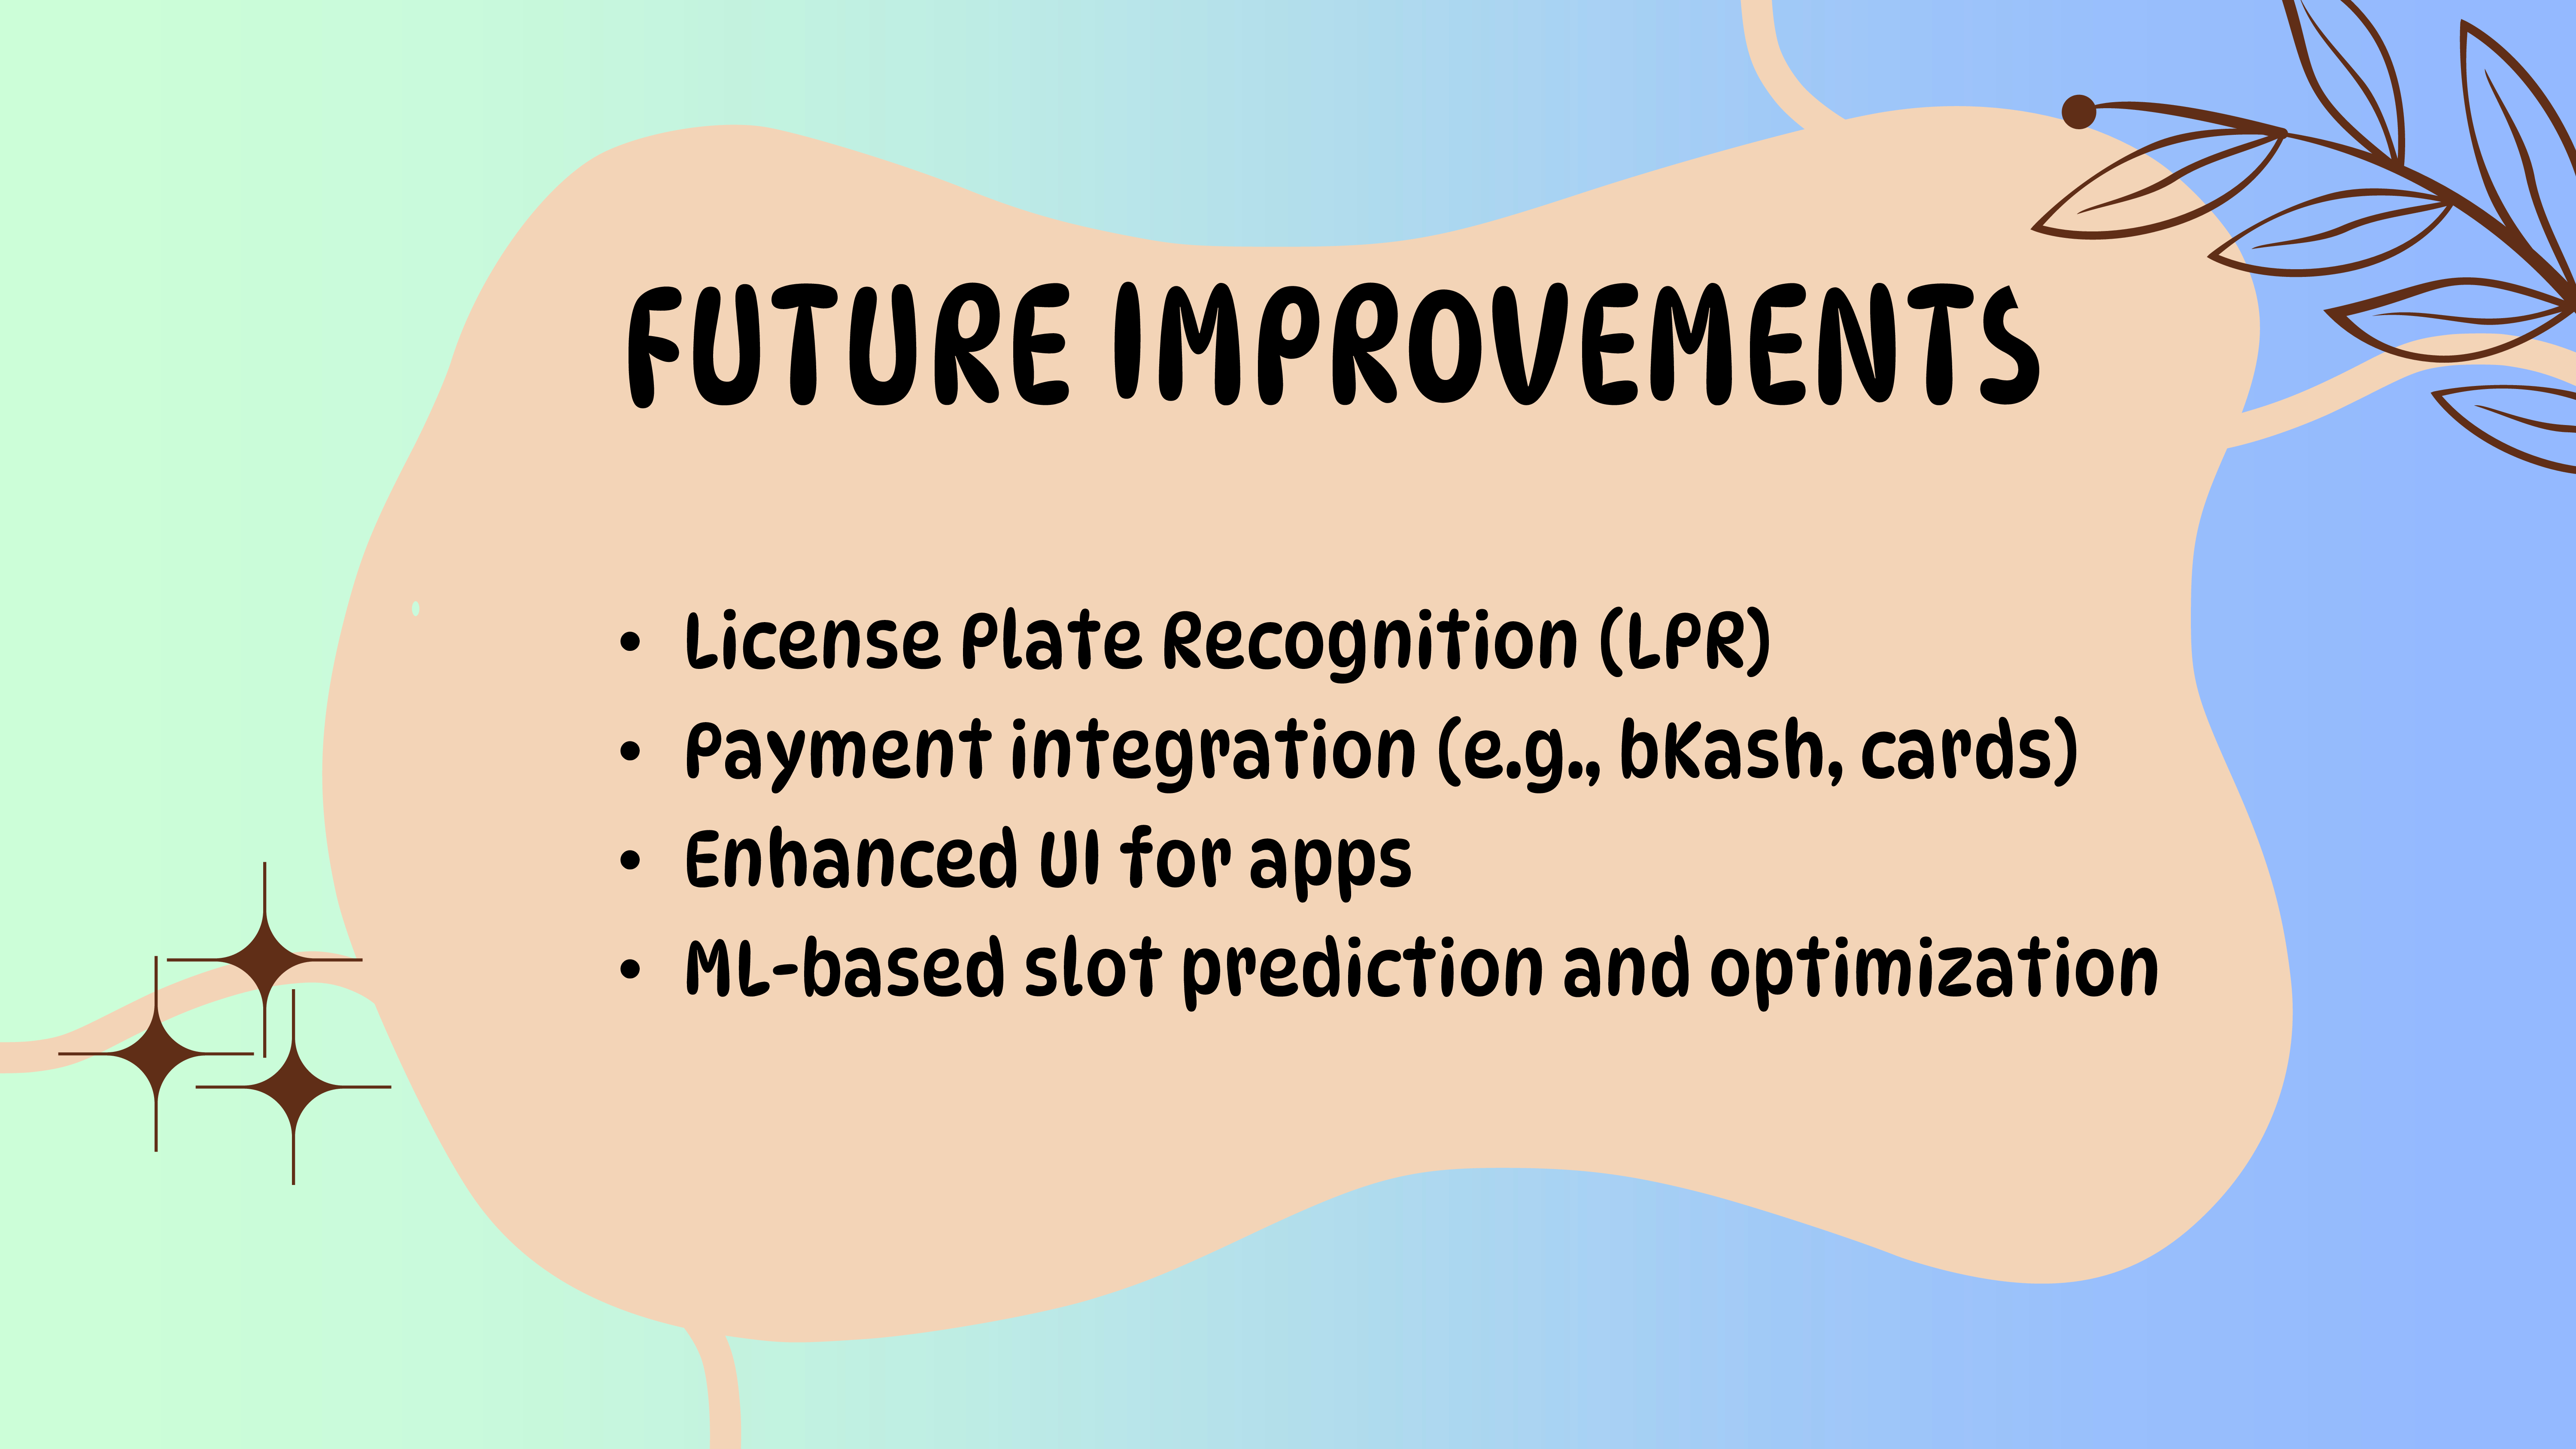 FUTURE IMPROVEMENTS
• License Plate Recognition (LPR)
• Payment integration (e.g., bKash, cards)
• Enhanced UI for apps
• ML-based slot prediction and optimization